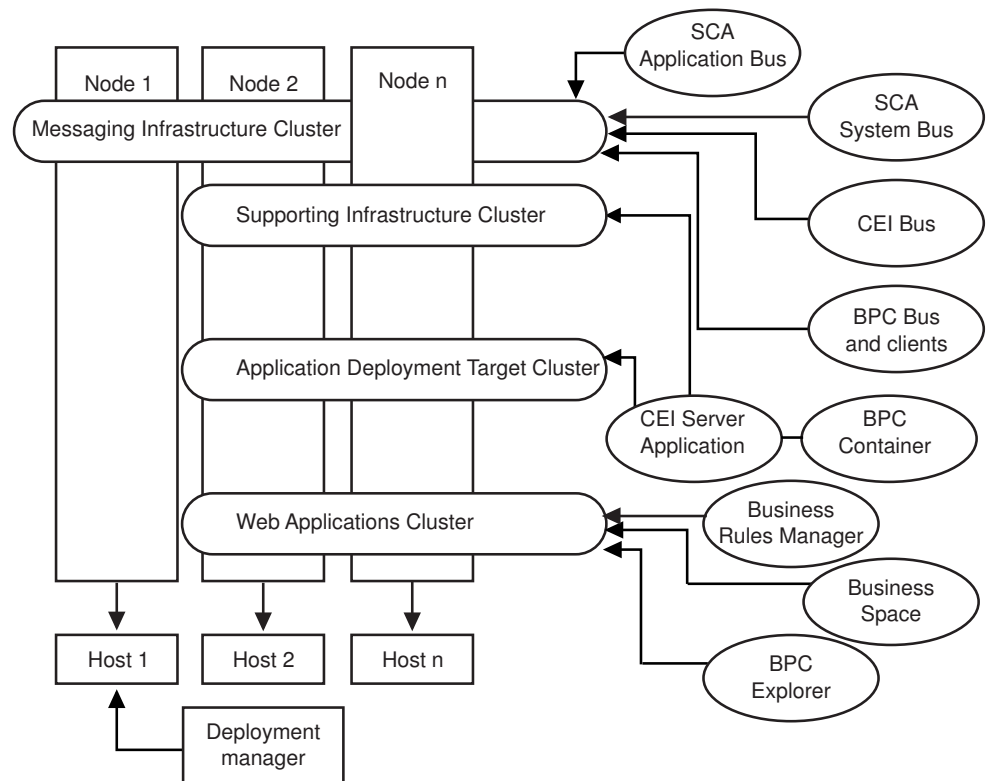 SCA
Application Bus
Node 1
Node 2
Node n
SCA
System Bus
Messaging Infrastructure Cluster
Supporting Infrastructure Cluster
CEI Bus
BPC Bus
and clients
Application Deployment Target Cluster
CEI Server
Application
BPC
Container
Web Applications Cluster
Business
Rules Manager
Business
Space
Host 1
Host 2
Host n
BPC
Explorer
Deployment
manager